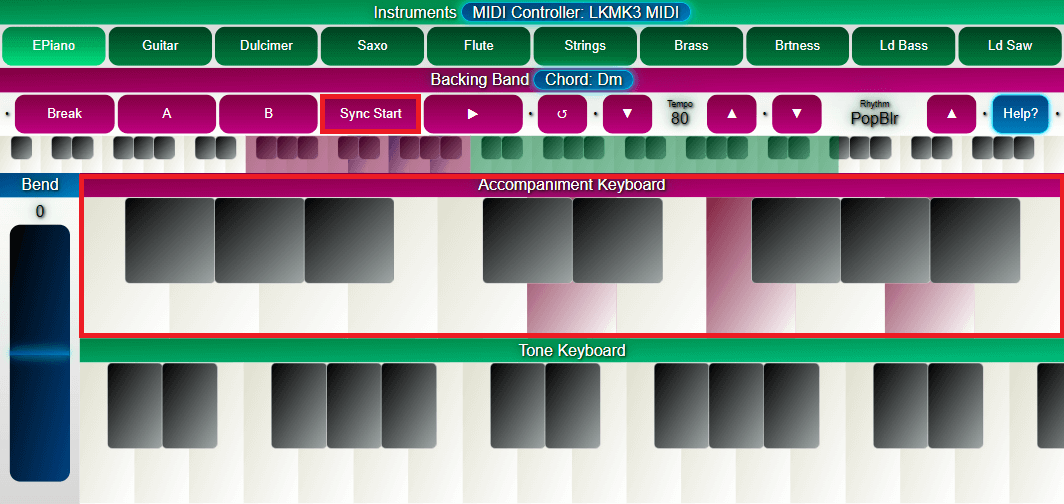 Instruments MIDI Controller: LKMK3 MIDI
EPiano Guitar Dulcimer Saxo Flute Strings Brass Brtness Ld Bass Ld Saw
Backing Band Chord: Dm
Break A B Sync Start ▶ ↺ ▼ Tempo 80 ▲ ▼ Rhythm PopBlr ▲ Help?
Bend Accompaniment Keyboard
0
Tone Keyboard